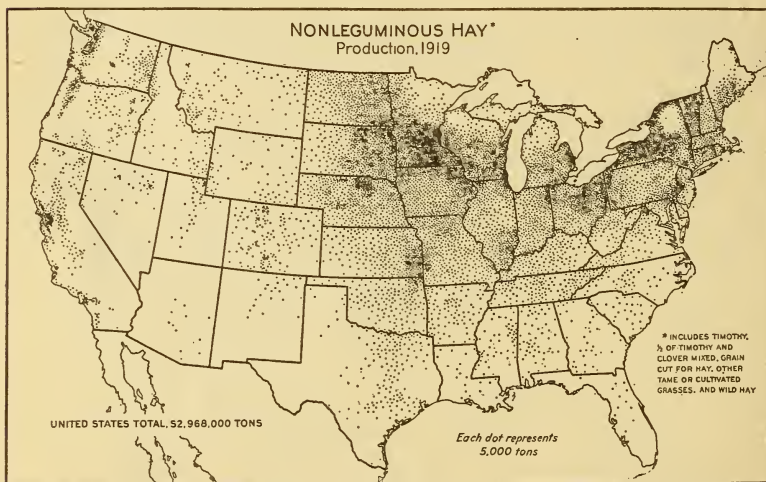 NONLEGUMINOUS HAY*
Production, 1919
* INCLUDES TIMOTHY,
½ OF TIMOTHY AND
CLOVER MIXED, GRAIN
CUT FOR HAY, OTHER
TAME OR CULTIVATED
GRASSES, AND WILD HAY
UNITED STATES TOTAL, 52,968,000 TONS
Each dot represents
5,000 tons